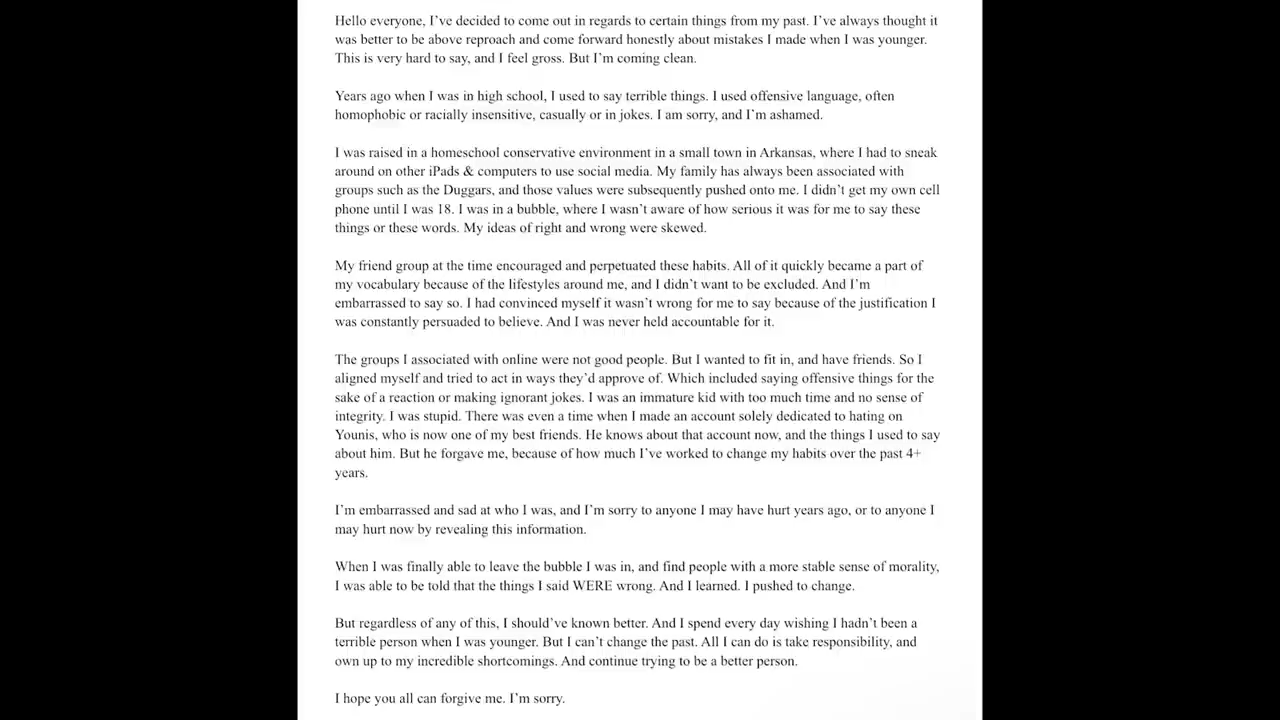 Hello everyone, I’ve decided to come out in regards to certain things from my past. I’ve always thought it
was better to be above reproach and come forward honestly about mistakes I made when I was younger.
This is very hard to say, and I feel gross. But I’m coming clean.
Years ago when I was in high school, I used to say terrible things. I used offensive language, often
homophobic or racially insensitive, casually or in jokes. I am sorry, and I’m ashamed.
I was raised in a homeschool conservative environment in a small town in Arkansas, where I had to sneak
around on other iPads & computers to use social media. My family has always been associated with
groups such as the Duggars, and those values were subsequently pushed onto me. I didn’t get my own cell
phone until I was 18. I was in a bubble, where I wasn’t aware of how serious it was for me to say these
things or these words. My ideas of right and wrong were skewed.
My friend group at the time encouraged and perpetuated these habits. All of it quickly became a part of
my vocabulary because of the lifestyles around me, and I didn’t want to be excluded. And I’m
embarrassed to say so. I had convinced myself it wasn’t wrong for me to say because of the justification I
was constantly persuaded to believe. And I was never held accountable for it.
The groups I associated with online were not good people. But I wanted to fit in, and have friends. So I
aligned myself and tried to act in ways they’d approve of. Which included saying offensive things for the
sake of a reaction or making ignorant jokes. I was an immature kid with too much time and no sense of
integrity. I was stupid. There was even a time when I made an account solely dedicated to hating on
Younis, who is now one of my best friends. He knows about that account now, and the things I used to say
about him. But he forgave me, because of how much I’ve worked to change my habits over the past 4+
years.
I’m embarrassed and sad at who I was, and I’m sorry to anyone I may have hurt years ago, or to anyone I
may hurt now by revealing this information.
When I was finally able to leave the bubble I was in, and find people with a more stable sense of morality,
I was able to be told that the things I said WERE wrong. And I learned. I pushed to change.
But regardless of any of this, I should’ve known better. And I spend every day wishing I hadn’t been a
terrible person when I was younger. But I can’t change the past. All I can do is take responsibility, and
own up to my incredible shortcomings. And continue trying to be a better person.
I hope you all can forgive me. I’m sorry.